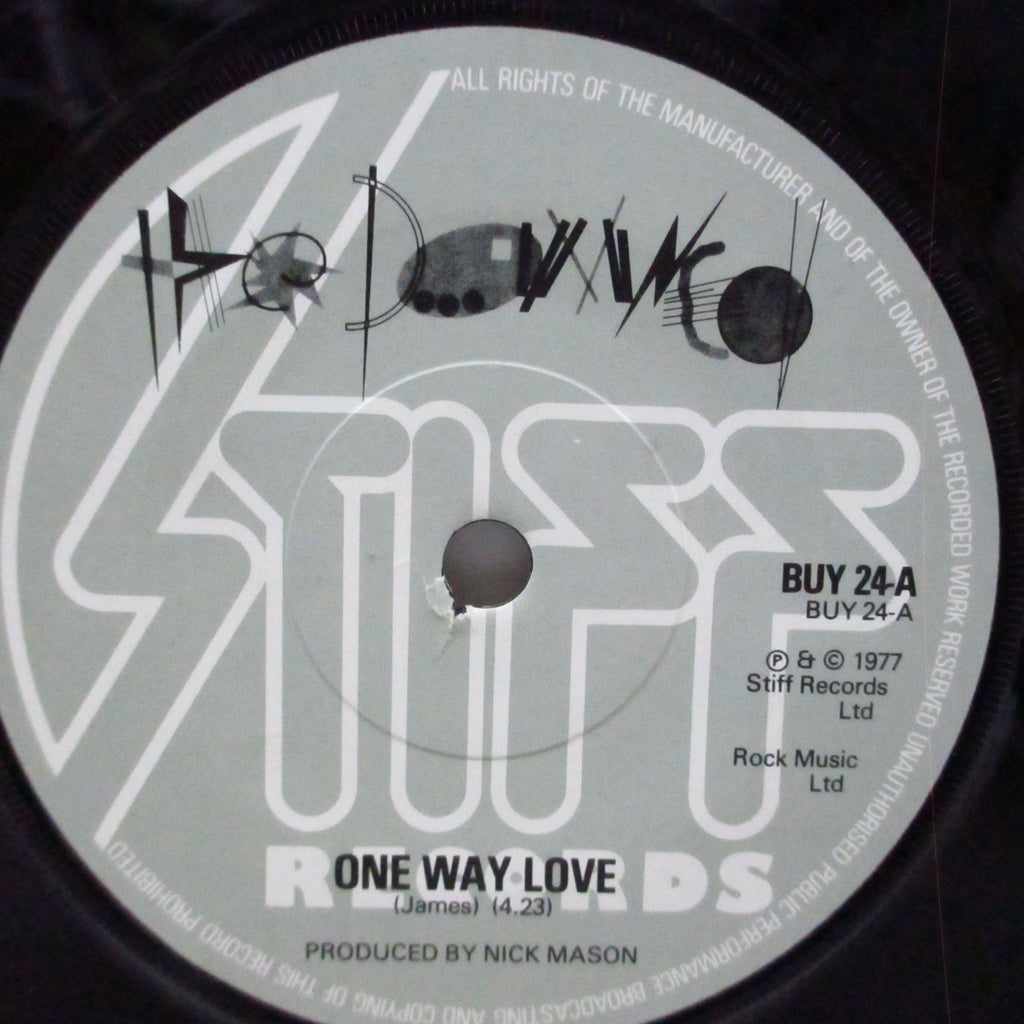 ALL RIGHTS OF THE MANUFACTURER AND OF THE OWNER OF THE RECORDED WORK RESERVED UNAUTHORISED PUBLIC PERFORMANCE BROADCASTING AND COPYING OF THIS RECORD PROHIBITED
The Damned
STIFF
BUY 24-A
BUY 24-A
℗ & © 1977
Stiff Records
Ltd
Rock Music
Ltd
RECORDS
ONE WAY LOVE
(James) (4.23)
PRODUCED BY NICK MASON